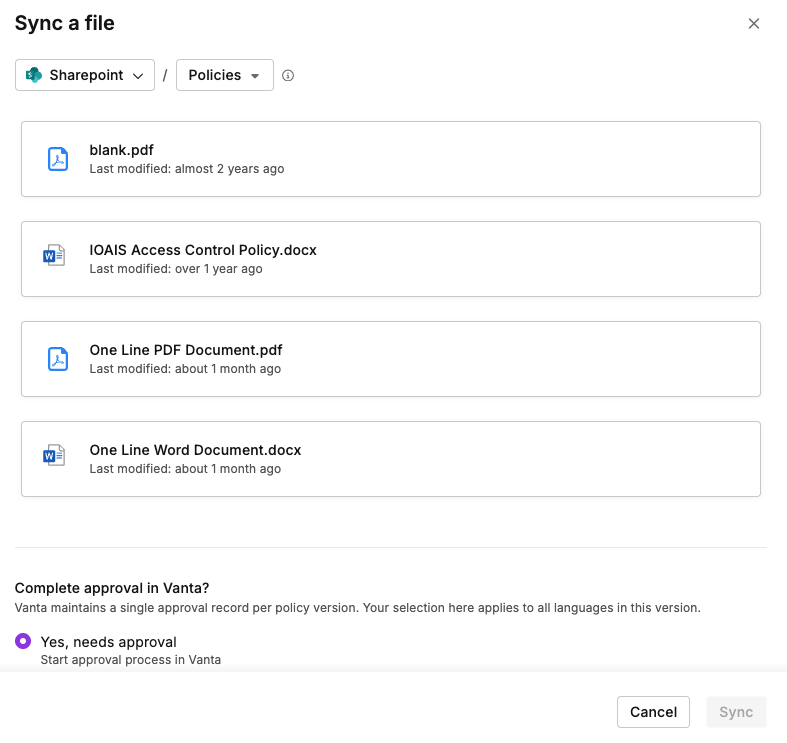 Sync a file
Sharepoint / Policies
blank.pdf
Last modified: almost 2 years ago
IOAIS Access Control Policy.docx
Last modified: over 1 year ago
One Line PDF Document.pdf
Last modified: about 1 month ago
One Line Word Document.docx
Last modified: about 1 month ago
Complete approval in Vanta?
Vanta maintains a single approval record per policy version. Your selection here applies to all languages in this version.
Yes, needs approval
Start approval process in Vanta
Cancel Sync